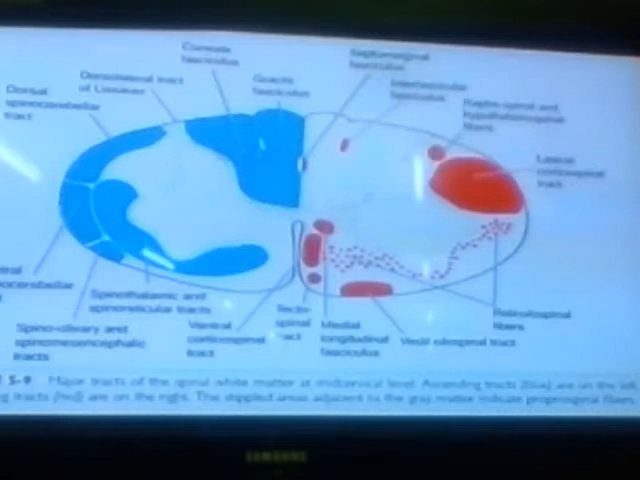 Cuneate
fasciculus
Septomarginal
fasciculus
Dorsolateral tract
of Lissauer
Gracile
fasciculus
Interfascicular
fasciculus
Dorsal
spinocerebellar
tract
Raphe-spinal and
hypothalamospinal
fibers
Lateral
corticospinal
tract
Spinothalamic and
spinoreticular tracts
Spino-olivary and
spinomesencephalic
tracts
Ventral
corticospinal
tract
Tecto-
spinal
tract
Medial
longitudinal
fasciculus
Vestibulospinal tract
Reticulospinal
fibers
5-9 Major tracts of the spinal white matter at midcervical level. Ascending tracts (blue) are on the left
tracts (red) are on the right. The stippled areas adjacent to the gray matter indicate propriospinal fibers
SAMSUNG